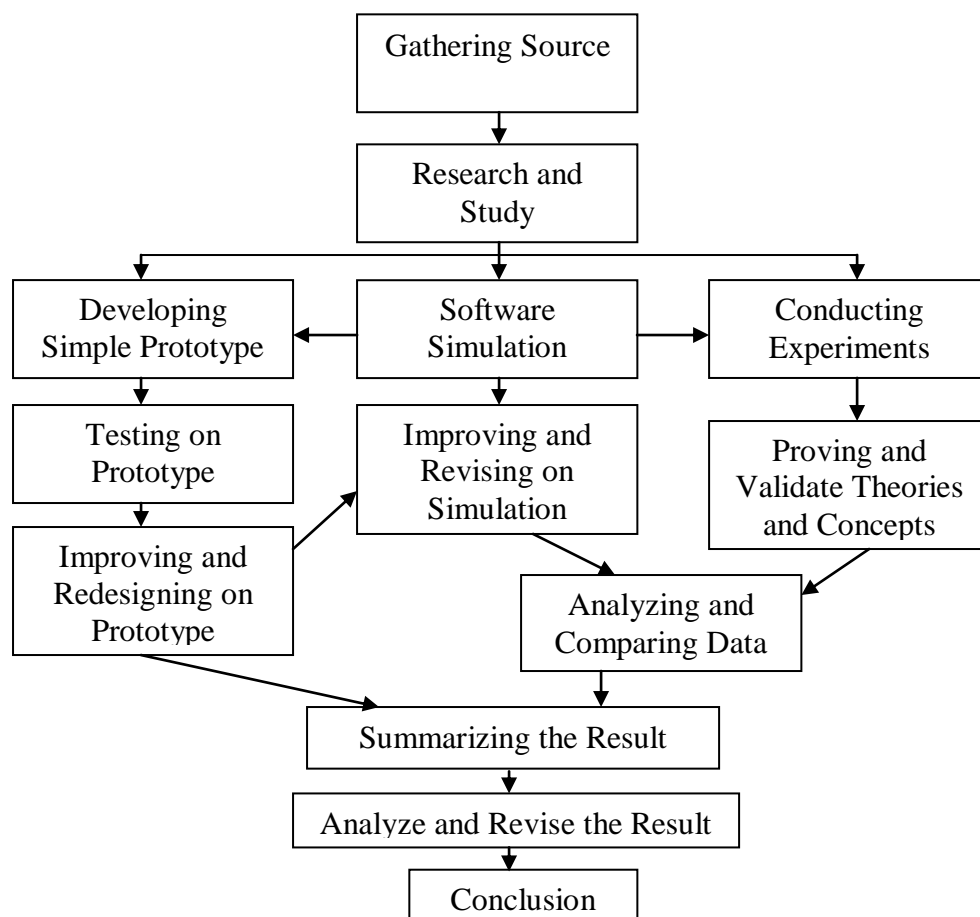 Gathering Source
Research and
Study
Developing
Simple Prototype
Software
Simulation
Conducting
Experiments
Testing on
Prototype
Improving and
Revising on
Simulation
Proving and
Validate Theories
and Concepts
Improving and
Redesigning on
Prototype
Analyzing and
Comparing Data
Summarizing the Result
Analyze and Revise the Result
Conclusion